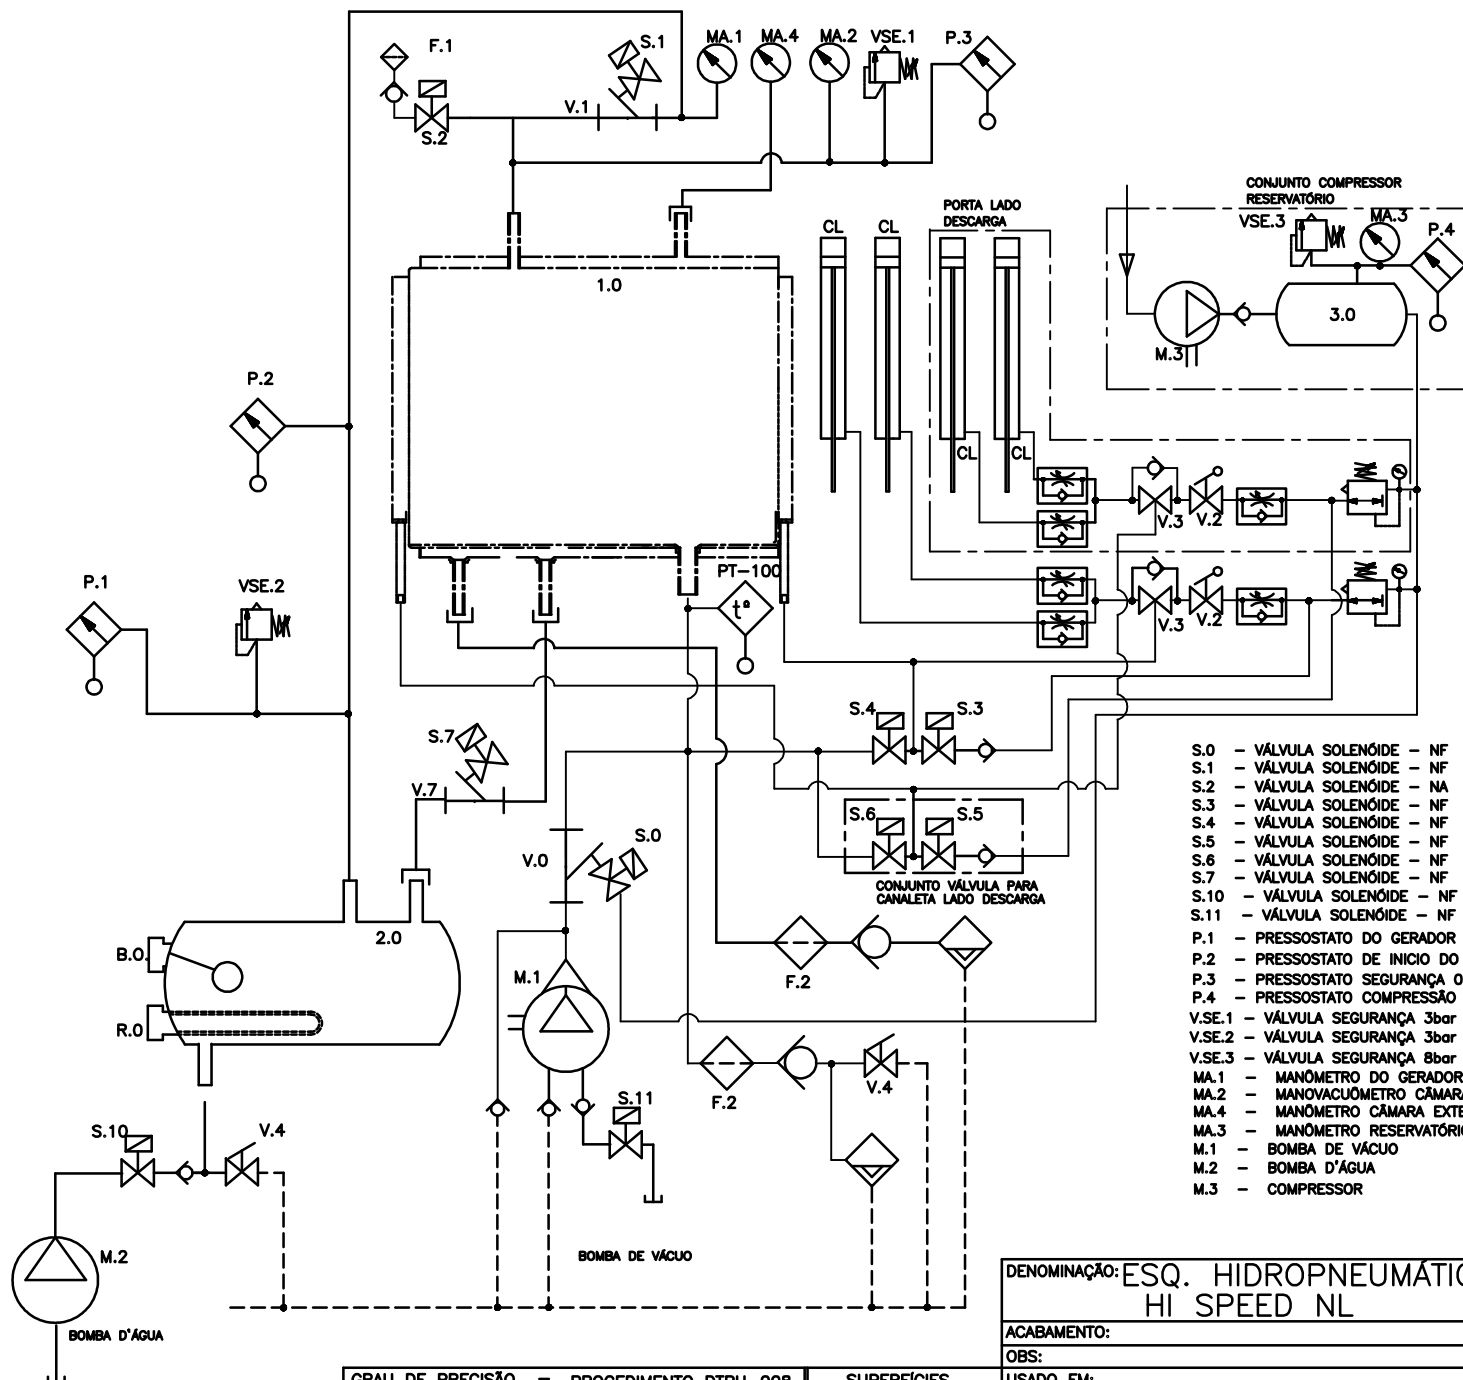 F.1
S.1
MA.1
MA.4
MA.2
VSE.1
P.3
V.1
S.2
CONJUNTO COMPRESSOR
RESERVATÓRIO
PORTA LADO
DESCARGA
VSE.3
MA.3
P.4
CL
CL
1.0
3.0
M.3
P.2
CL
CL
V.3
V.2
PT-100
P.1
VSE.2
tº
V.3
V.2
S.4
S.3
S.7
V.7
S.6
S.5
S.0
V.0
CONJUNTO VÁLVULA PARA
CANALETA LADO DESCARGA
2.0
B.O.
F.2
M.1
R.O
F.2
V.4
S.11
S.10
V.4
M.2
BOMBA DE VÁCUO
BOMBA D'ÁGUA
S.0 - VÁLVULA SOLENÓIDE - NF
S.1 - VÁLVULA SOLENÓIDE - NF
S.2 - VÁLVULA SOLENÓIDE - NA
S.3 - VÁLVULA SOLENÓIDE - NF
S.4 - VÁLVULA SOLENÓIDE - NF
S.5 - VÁLVULA SOLENÓIDE - NF
S.6 - VÁLVULA SOLENÓIDE - NF
S.7 - VÁLVULA SOLENÓIDE - NF
S.10 - VÁLVULA SOLENÓIDE - NF
S.11 - VÁLVULA SOLENÓIDE - NF
P.1 - PRESSOSTATO DO GERADOR
P.2 - PRESSOSTATO DE INICIO DO
P.3 - PRESSOSTATO SEGURANÇA
P.4 - PRESSOSTATO COMPRESSÃO
V.SE.1 - VÁLVULA SEGURANÇA 3bar
V.SE.2 - VÁLVULA SEGURANÇA 3bar
V.SE.3 - VÁLVULA SEGURANÇA 8bar
MA.1 - MANÔMETRO DO GERADOR
MA.2 - MANOVACUÔMETRO CÂMARA
MA.4 - MANÔMETRO CÂMARA EXTE
MA.3 - MANÔMETRO RESERVATÓRI
M.1 - BOMBA DE VÁCUO
M.2 - BOMBA D'ÁGUA
M.3 - COMPRESSOR
DENOMINAÇÃO: ESQ. HIDROPNEUMÁTIC
HI SPEED NL
ACABAMENTO:
OBS:
GRAU DE PRECISÃO - PROCEDIMENTO
SUPERFÍCIES
USADO EM: